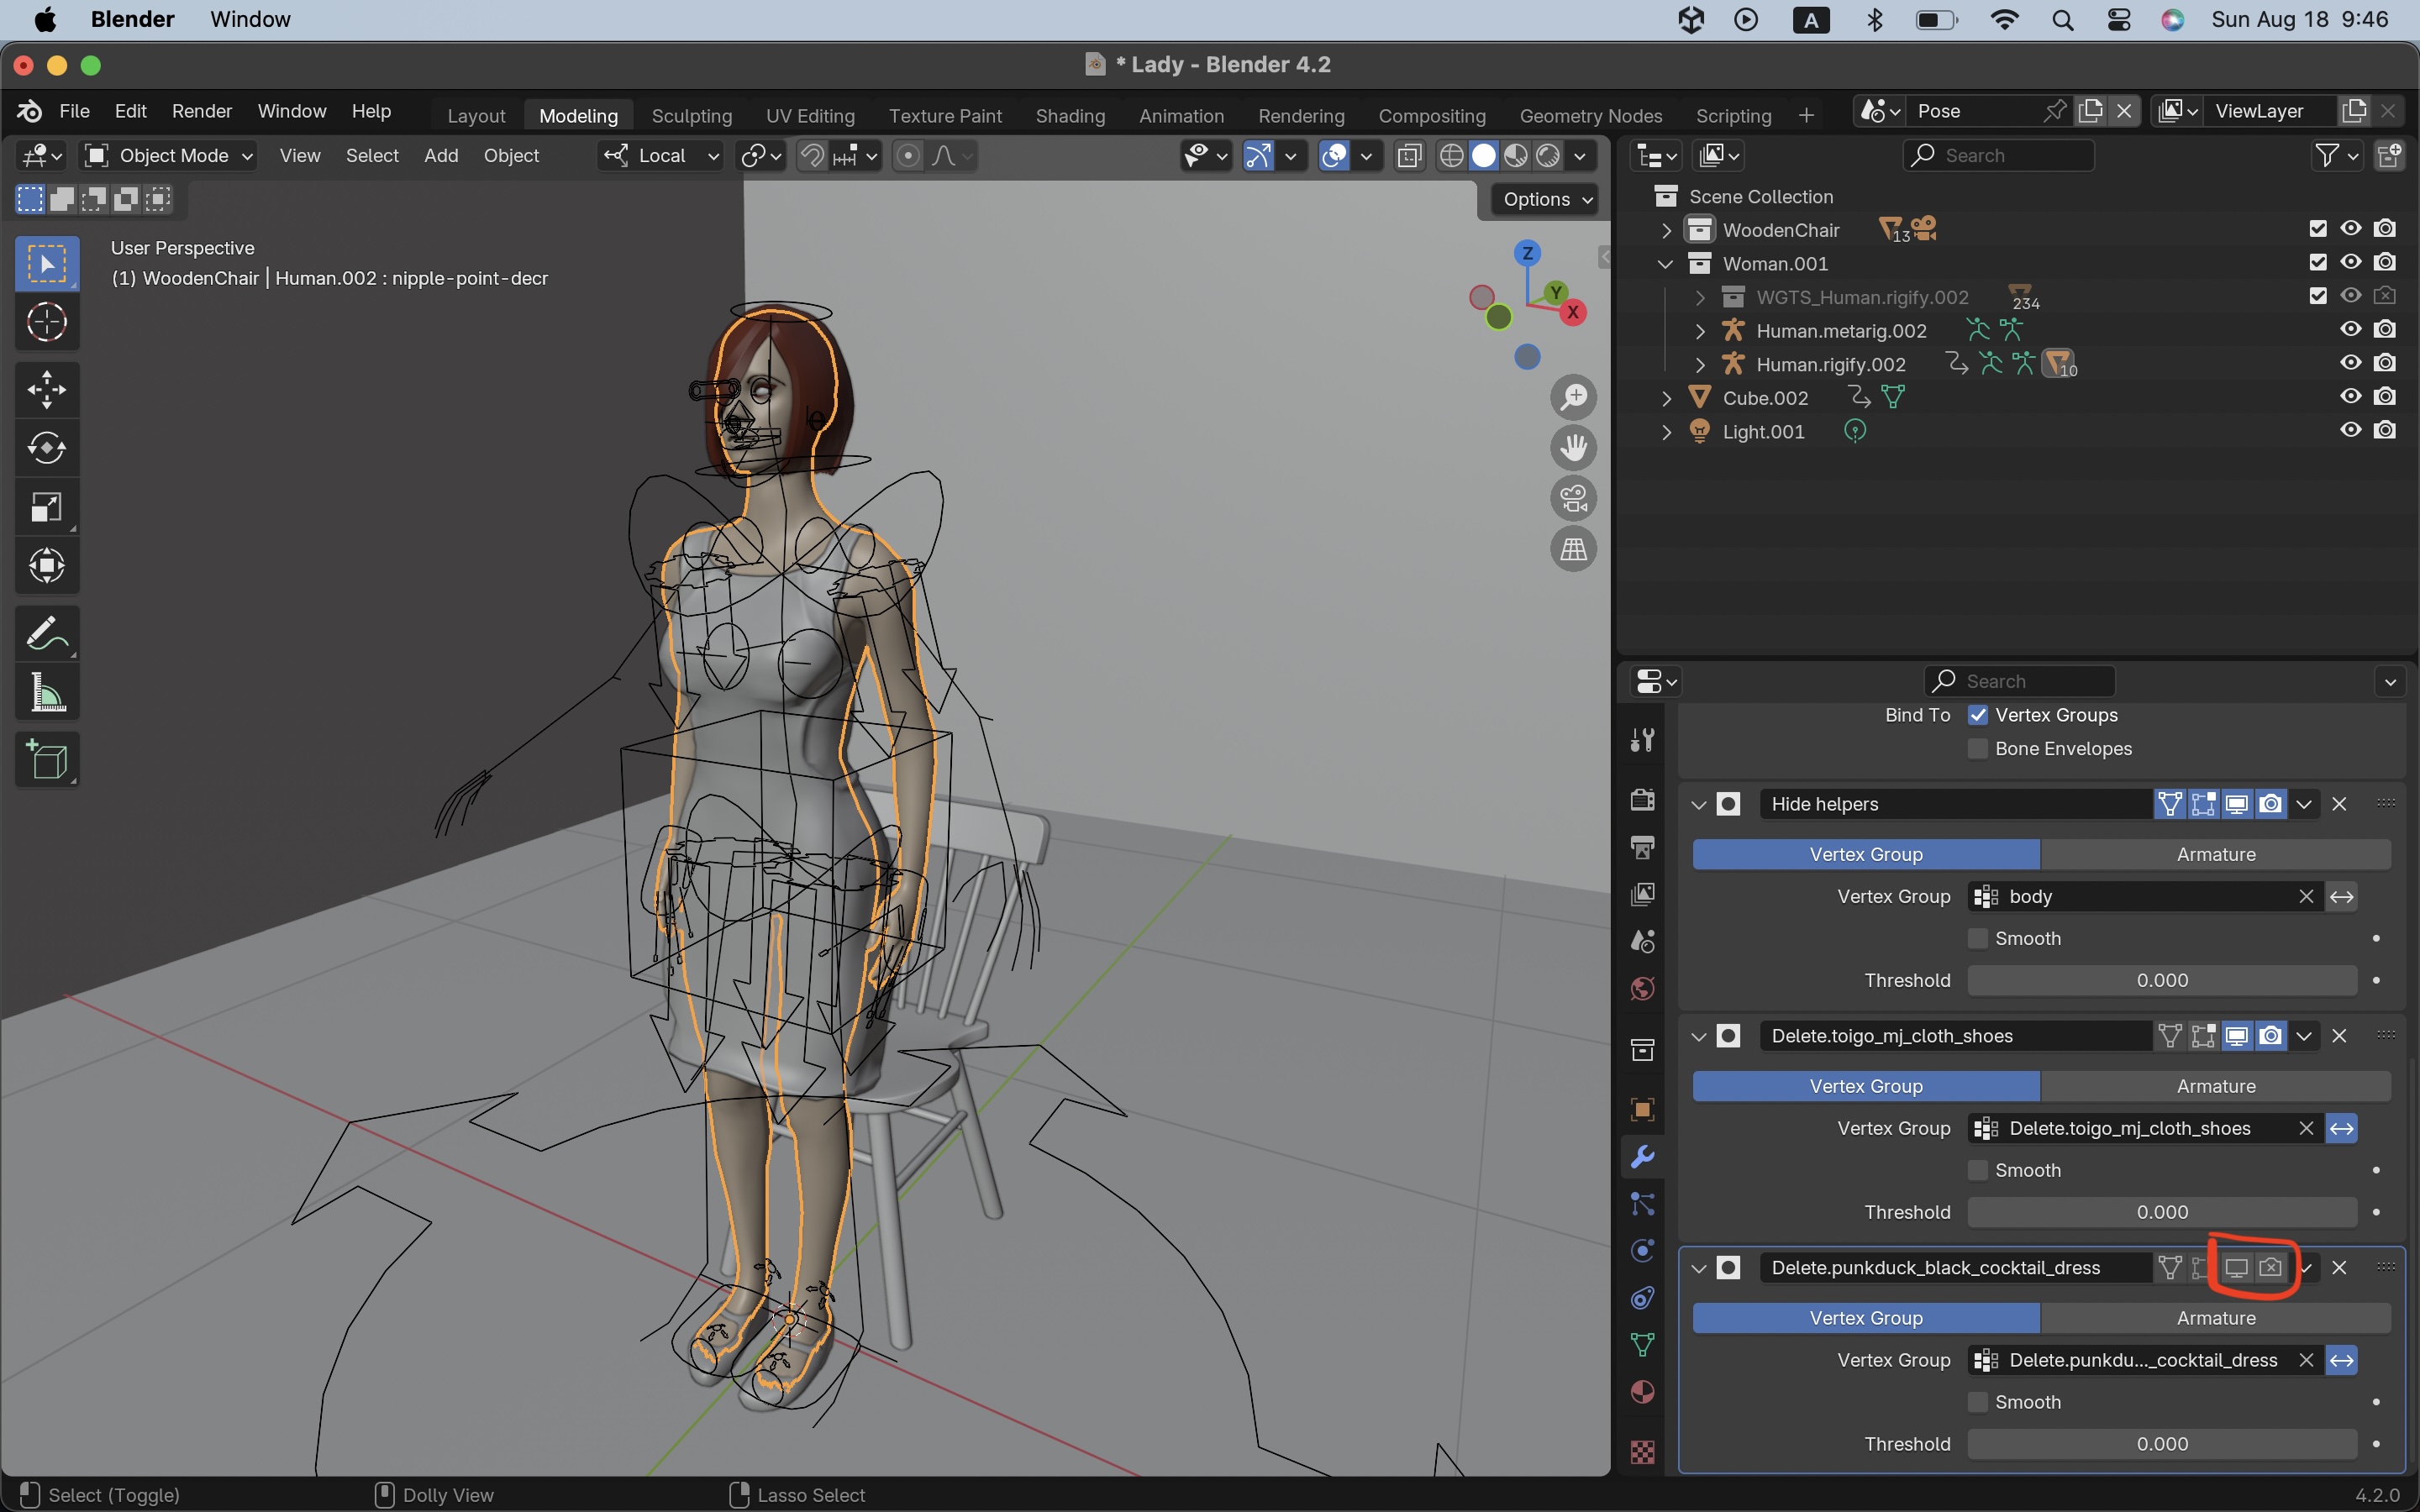 Blender Window A Sun Aug 18 9:46
* Lady - Blender 4.2
File Edit Render Window Help Layout Modeling Sculpting UV Editing Texture Paint Shading Animation Rendering Compositing Geometry Nodes Scripting + Pose ViewLayer
Object Mode View Select Add Object Local Search
Options
User Perspective
(1) WoodenChair | Human.002 : nipple-point-decr
Z
Y
X
Scene Collection
WoodenChair 13
Woman.001
WGTS_Human.rigify.002 234
Human.metarig.002
Human.rigify.002 10
Cube.002
Light.001
Search
Bind To Vertex Groups
Bone Envelopes
Hide helpers
Vertex Group Armature
Vertex Group body
Smooth
Threshold 0.000
Delete.toigo_mj_cloth_shoes
Vertex Group Armature
Vertex Group Delete.toigo_mj_cloth_shoes
Smooth
Threshold 0.000
Delete.punkduck_black_cocktail_dress
Vertex Group Armature
Vertex Group Delete.punkdu..._cocktail_dress
Smooth
Threshold 0.000
Select (Toggle) Dolly View Lasso Select 4.2.0